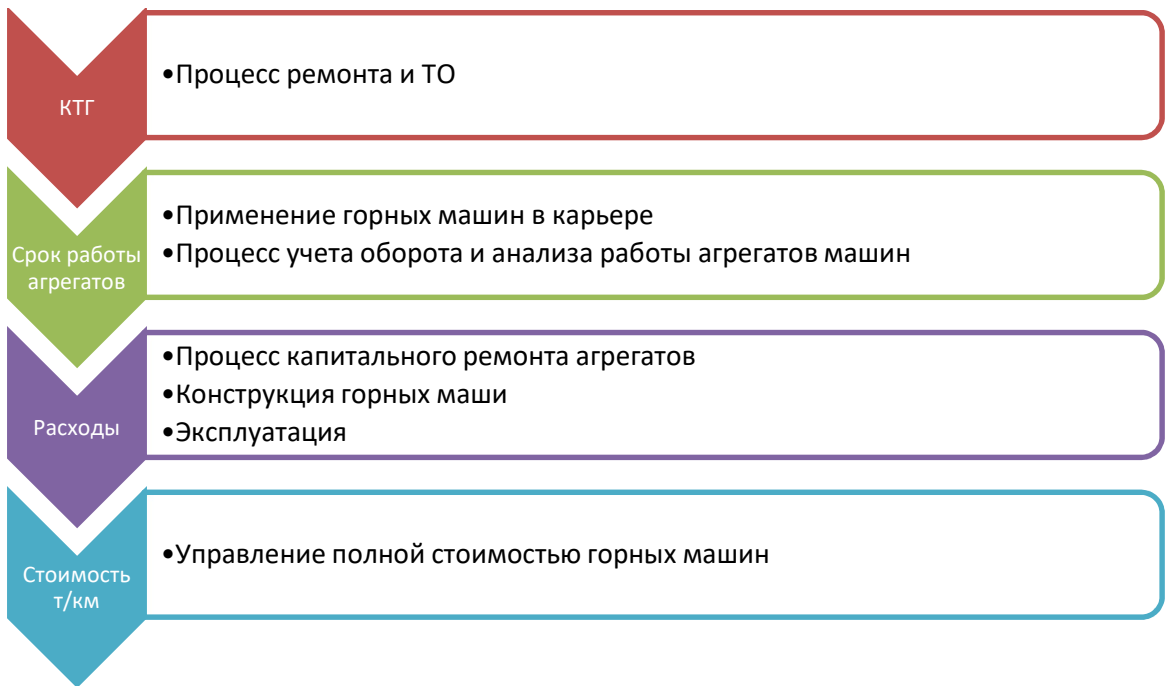 КТГ
•Процесс ремонта и ТО
Срок работы
агрегатов
•Применение горных машин в карьере
•Процесс учета оборота и анализа работы агрегатов машин
Расходы
•Процесс капитального ремонта агрегатов
•Конструкция горных маши
•Эксплуатация
Стоимость
т/км
•Управление полной стоимостью горных машин